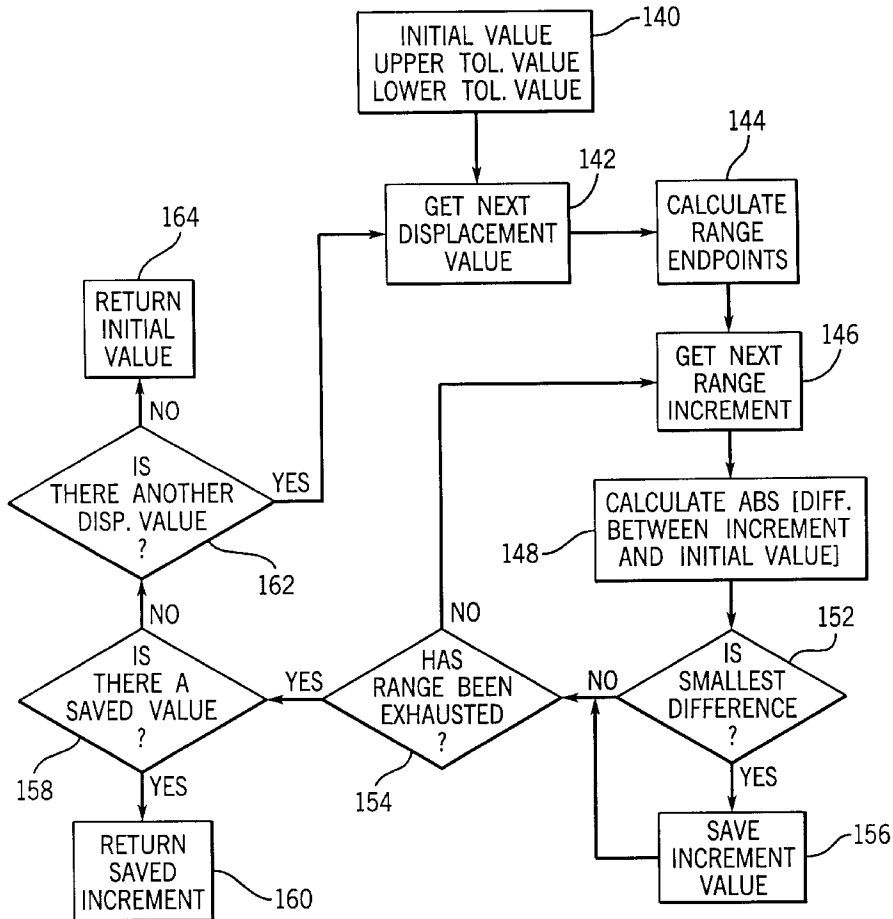 INITIAL VALUE
UPPER TOL. VALUE
LOWER TOL. VALUE
140
GET NEXT
DISPLACEMENT
VALUE
142
CALCULATE
RANGE
ENDPOINTS
144
RETURN
INITIAL
VALUE
164
GET NEXT
RANGE
INCREMENT
146
NO
IS
THERE ANOTHER
DISP. VALUE
?
YES
162
CALCULATE ABS [DIFF.
BETWEEN INCREMENT
AND INITIAL VALUE]
148
NO
IS
THERE A
SAVED VALUE
?
158
YES
YES
NO
HAS
RANGE BEEN
EXHAUSTED
?
154
NO
IS
SMALLEST
DIFFERENCE
?
152
YES
RETURN
SAVED
INCREMENT
160
SAVE
INCREMENT
VALUE
156